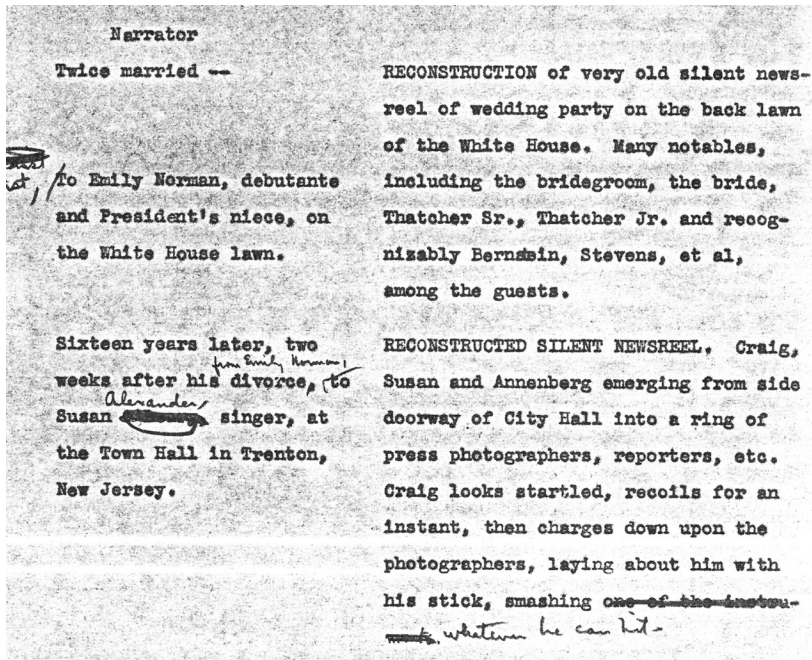 Narrator
Twice married --
To Emily Norman, debutante
and President's niece, on
the White House lawn.
Sixteen years later, two
from Emily Norman,
weeks after his divorce, to
Alexander,
Susan singer, at
the Town Hall in Trenton,
New Jersey.
RECONSTRUCTION of very old silent news-
reel of wedding party on the back lawn
of the White House. Many notables,
including the bridegroom, the bride,
Thatcher Sr., Thatcher Jr. and recog-
nizably Bernstein, Stevens, et al,
among the guests.
RECONSTRUCTED SILENT NEWSREEL. Craig,
Susan and Annenberg emerging from side
doorway of City Hall into a ring of
press photographers, reporters, etc.
Craig looks startled, recoils for an
instant, then charges down upon the
photographers, laying about him with
his stick, smashing one of the instru-
whatever he can hit.